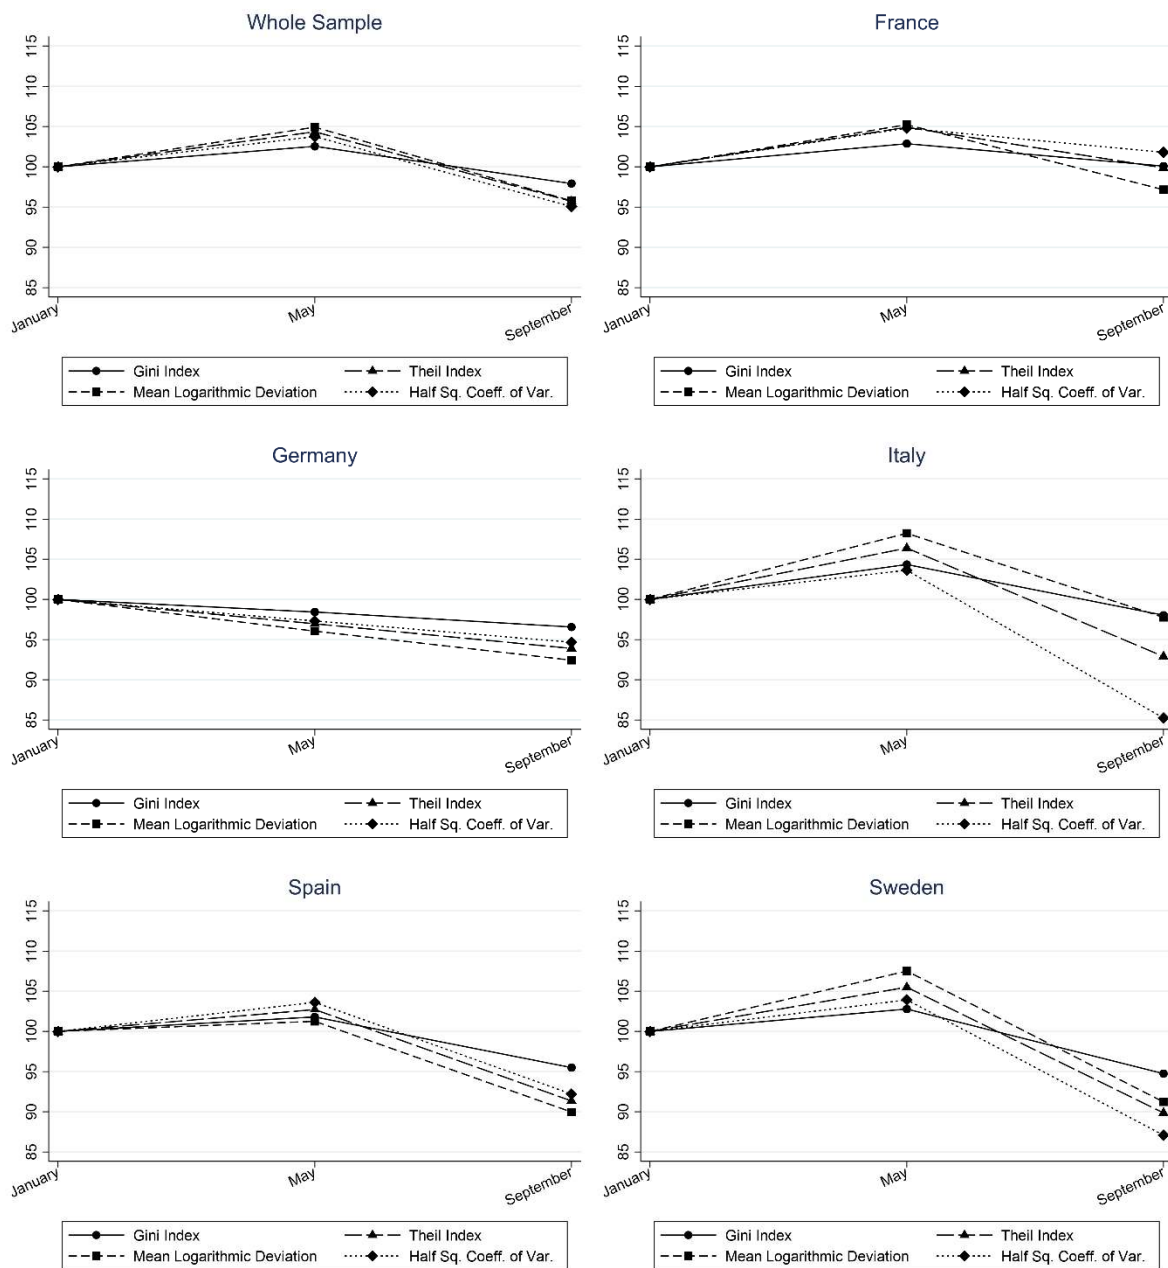 Whole Sample
115
110
105
100
95
90
85
January
May
September
Gini Index
Theil Index
Mean Logarithmic Deviation
Half Sq. Coeff. of Var.
France
115
110
105
100
95
90
85
January
May
September
Gini Index
Theil Index
Mean Logarithmic Deviation
Half Sq. Coeff. of Var.
Germany
115
110
105
100
95
90
85
January
May
September
Gini Index
Theil Index
Mean Logarithmic Deviation
Half Sq. Coeff. of Var.
Italy
115
110
105
100
95
90
85
January
May
September
Gini Index
Theil Index
Mean Logarithmic Deviation
Half Sq. Coeff. of Var.
Spain
115
110
105
100
95
90
85
January
May
September
Gini Index
Theil Index
Mean Logarithmic Deviation
Half Sq. Coeff. of Var.
Sweden
115
110
105
100
95
90
85
January
May
September
Gini Index
Theil Index
Mean Logarithmic Deviation
Half Sq. Coeff. of Var.